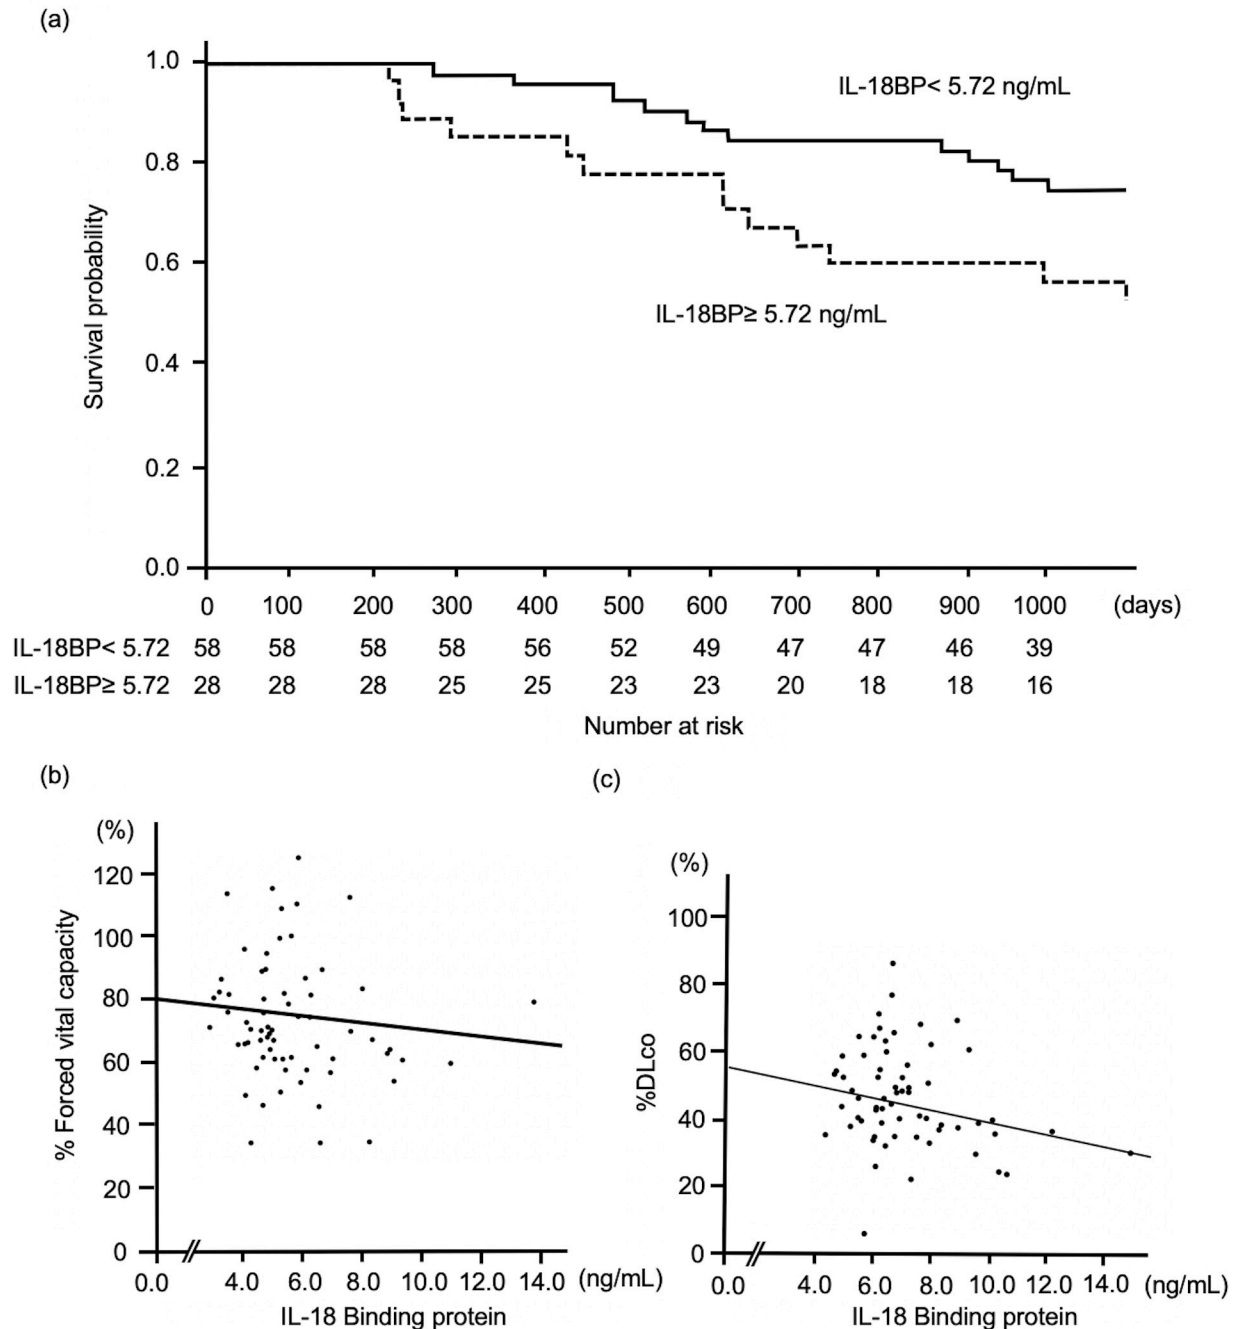 (a)
1.0
0.8
0.6
0.4
0.2
0.0
Survival probability
IL-18BP< 5.72 ng/mL
IL-18BP≥ 5.72 ng/mL
0 100 200 300 400 500 600 700 800 900 1000 (days)
IL-18BP< 5.72 58 58 58 58 56 52 49 47 47 46 39
IL-18BP≥ 5.72 28 28 28 25 25 23 23 20 18 18 16
Number at risk
(b)
(%)
120
100
80
60
40
20
0
% Forced vital capacity
0.0 4.0 6.0 8.0 10.0 12.0 14.0 (ng/mL)
IL-18 Binding protein
(c)
(%)
100
80
60
40
20
0
%DLco
0.0 4.0 6.0 8.0 10.0 14.0 (ng/mL)
IL-18 Binding protein